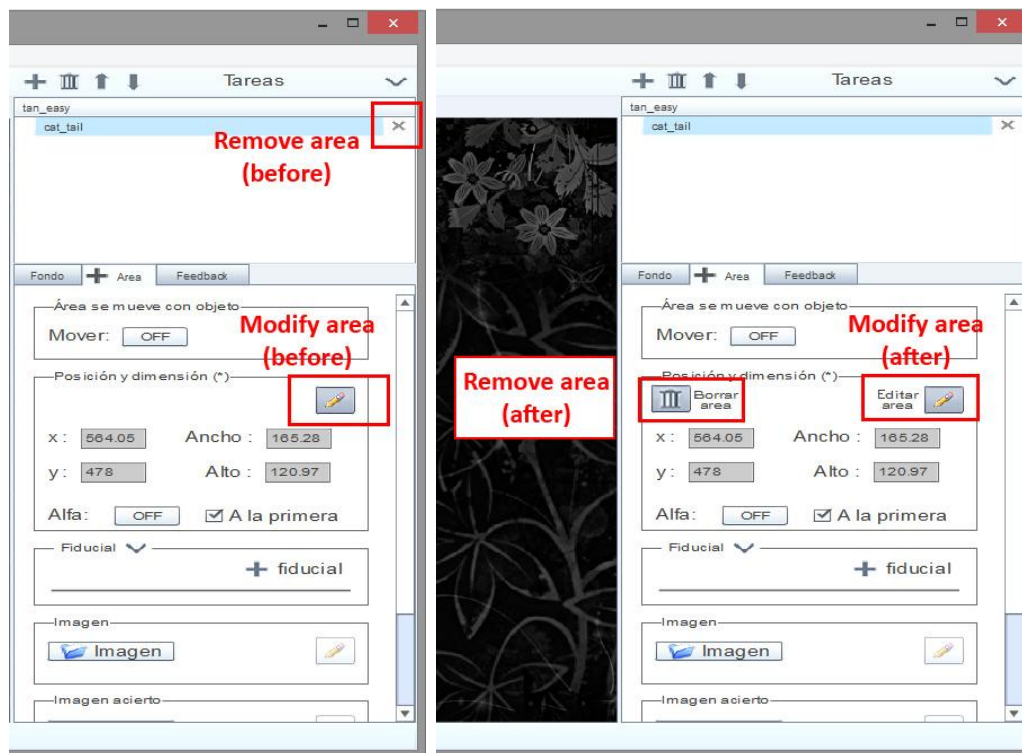 Tareas
tan_easy
cat_tail
Remove area
(before)
Fondo Area Feedback
Área se mueve con objeto
Mover: OFF
Modify area
(before)
Posición y dimensión (*)
x : 564.05 Ancho : 165.28
y : 478 Alto : 120.97
Alfa: OFF A la primera
Fiducial
fiducial
Imagen
Imagen
Imagen acierto
Remove area
(after)
Tareas
tan_easy
cat_tail
Fondo Area Feedback
Área se mueve con objeto
Mover: OFF
Modify area
(after)
Posición y dimensión (*)
Borrar
area
Editar
area
x : 564.05 Ancho : 165.28
y : 478 Alto : 120.97
Alfa: OFF A la primera
Fiducial
fiducial
Imagen
Imagen
Imagen acierto